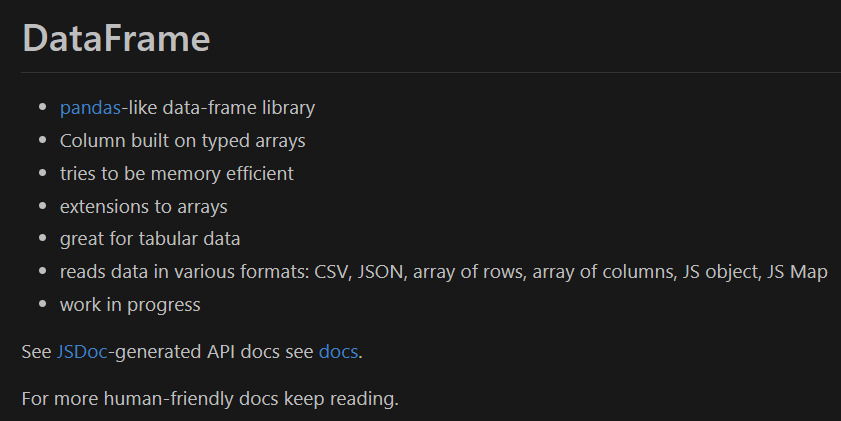 DataFrame
• pandas-like data-frame library
• Column built on typed arrays
• tries to be memory efficient
• extensions to arrays
• great for tabular data
• reads data in various formats: CSV, JSON, array of rows, array of columns, JS object, JS Map
• work in progress
See JSDoc-generated API docs see docs.
For more human-friendly docs keep reading.